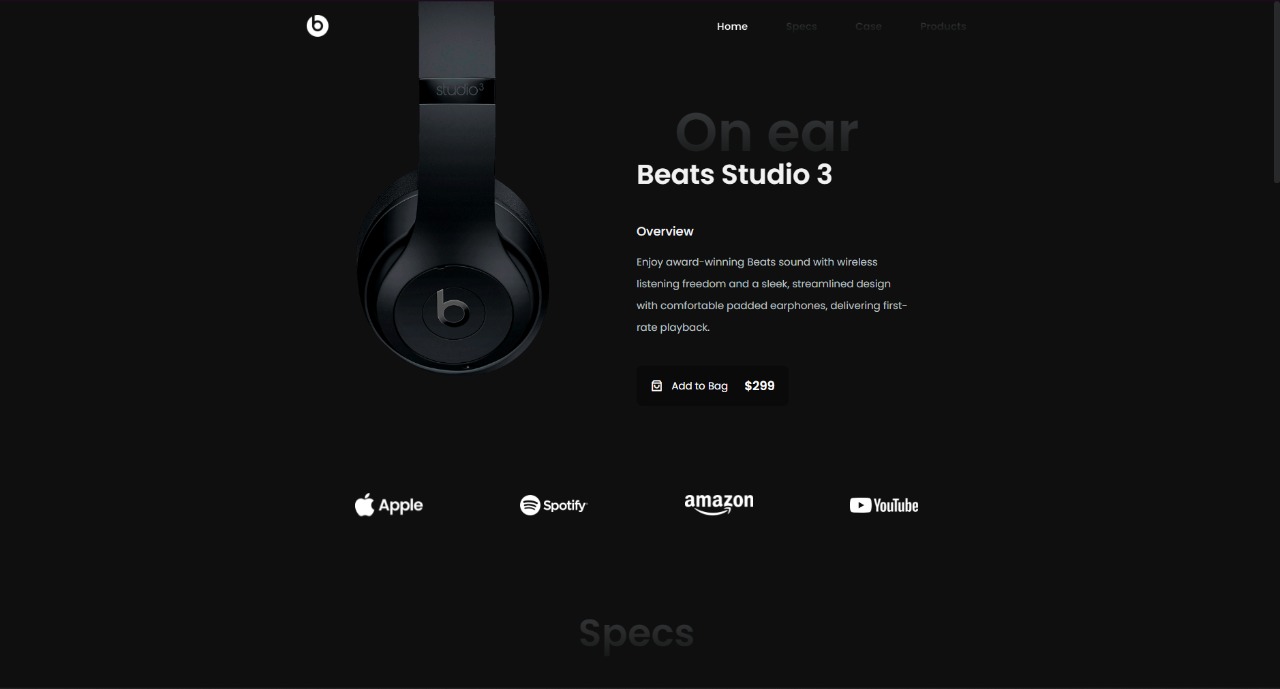 Home Specs Case Products
studio3
On ear
Beats Studio 3
Overview
Enjoy award-winning Beats sound with wireless
listening freedom and a sleek, streamlined design
with comfortable padded earphones, delivering first-
rate playback.
Add to Bag $299
Apple Spotify amazon YouTube
Specs